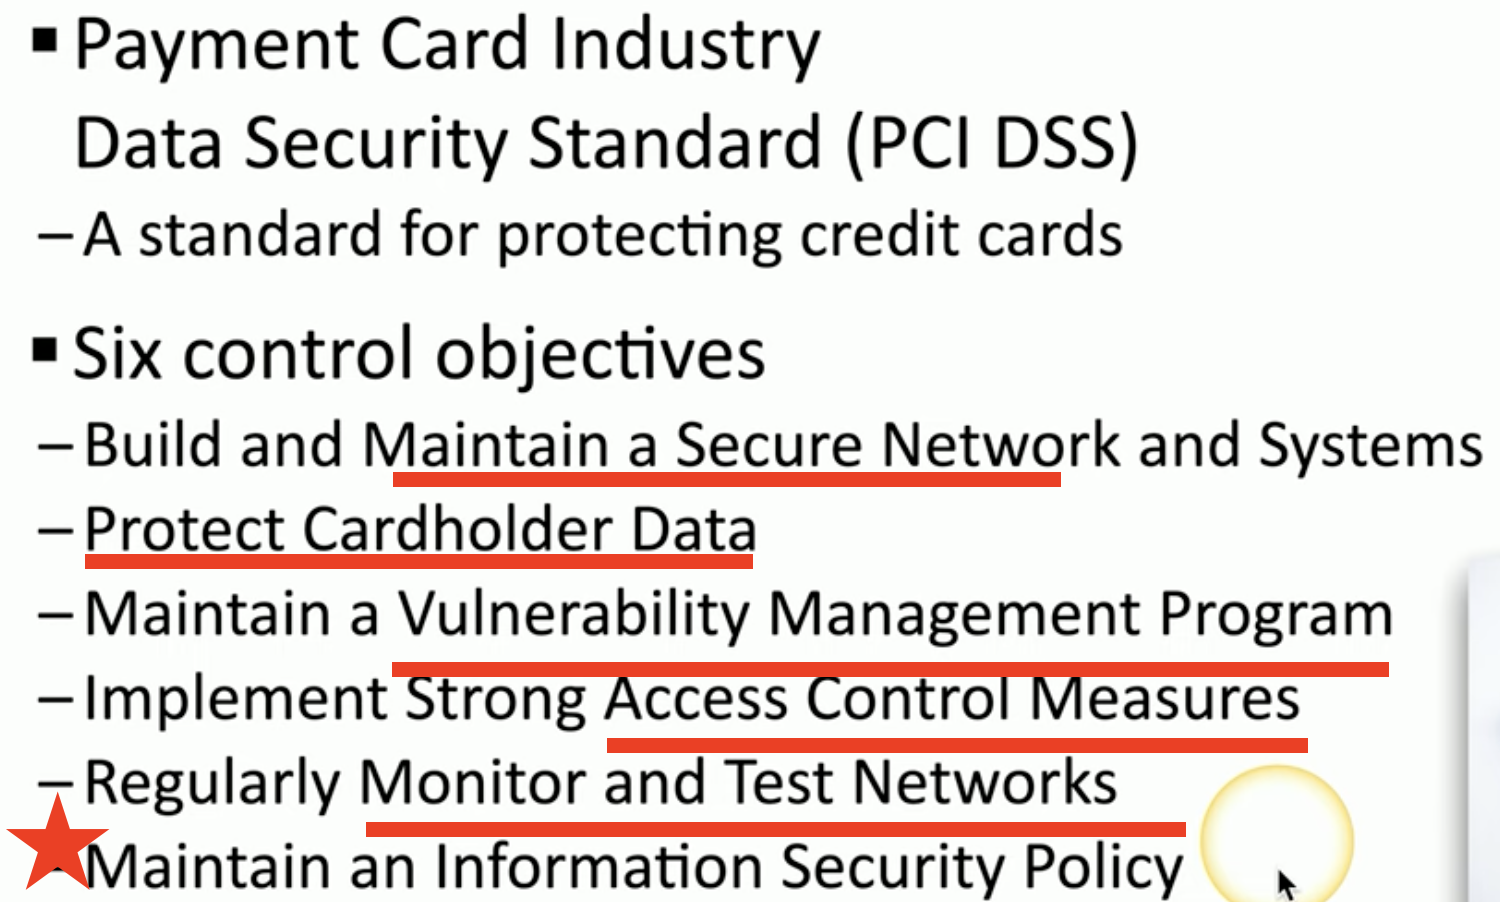 ▪ Payment Card Industry
Data Security Standard (PCI DSS)
– A standard for protecting credit cards
▪ Six control objectives
– Build and Maintain a Secure Network and Systems
– Protect Cardholder Data
– Maintain a Vulnerability Management Program
– Implement Strong Access Control Measures
– Regularly Monitor and Test Networks
Maintain an Information Security Policy